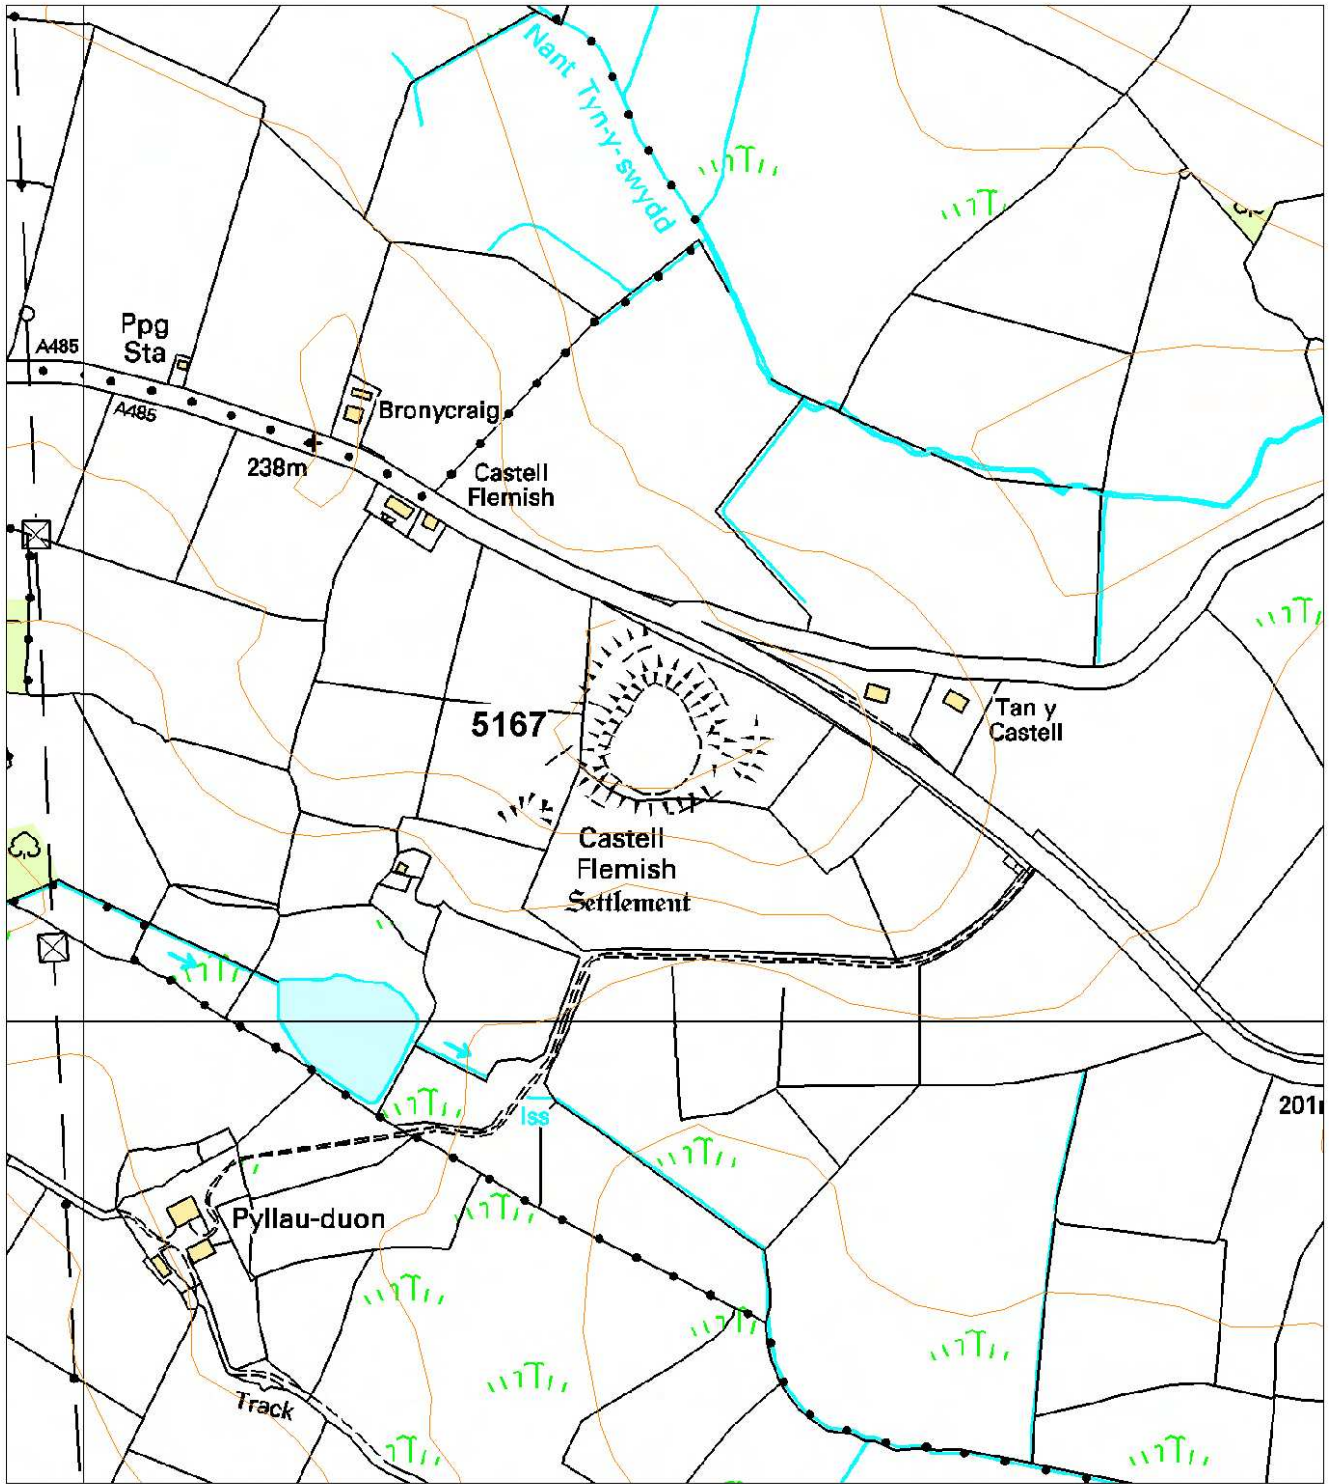 Nant Tyn-y-swydd
Ppg
Sta
A485
A485
Bronycraig
238m
Castell
Flemish
5167
Tan y
Castell
Castell
Flemish
Settlement
Iss
201
Pyllau-duon
Track